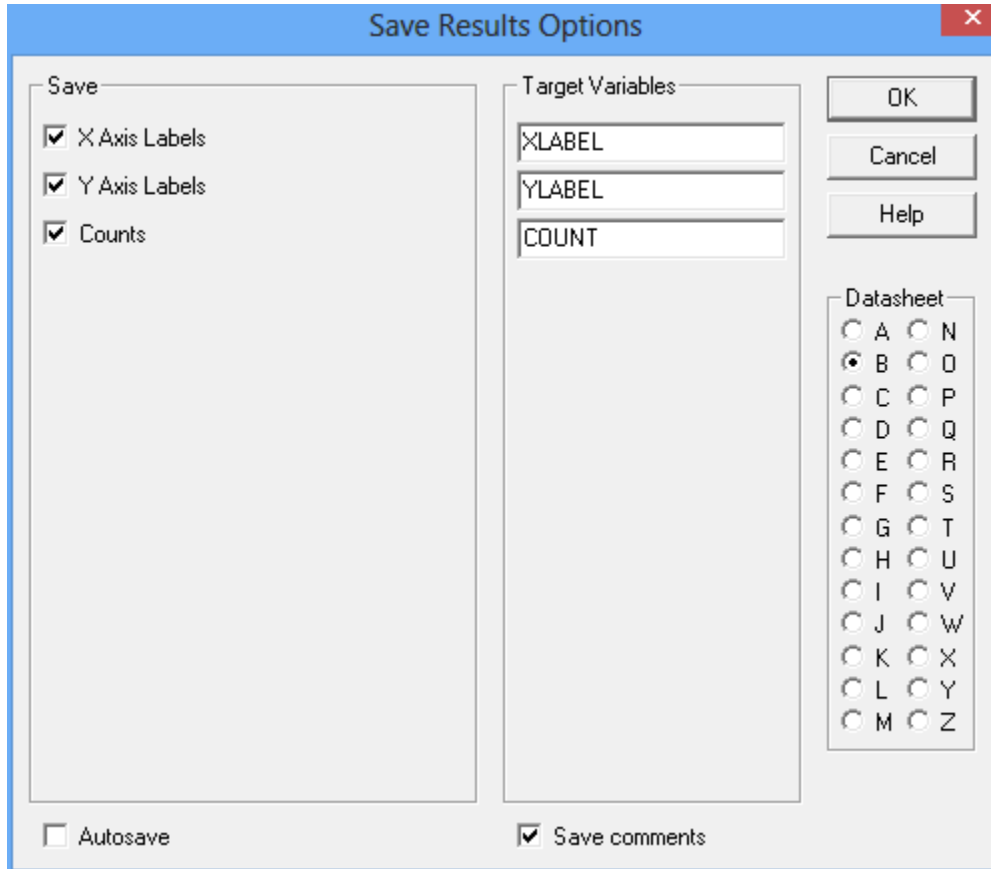 Save Results Options
Save
X Axis Labels
Y Axis Labels
Counts
Target Variables
XLABEL
YLABEL
COUNT
OK
Cancel
Help
Datasheet
A N
B O
C P
D Q
E R
F S
G T
H U
I V
J W
K X
L Y
M Z
Autosave
Save comments